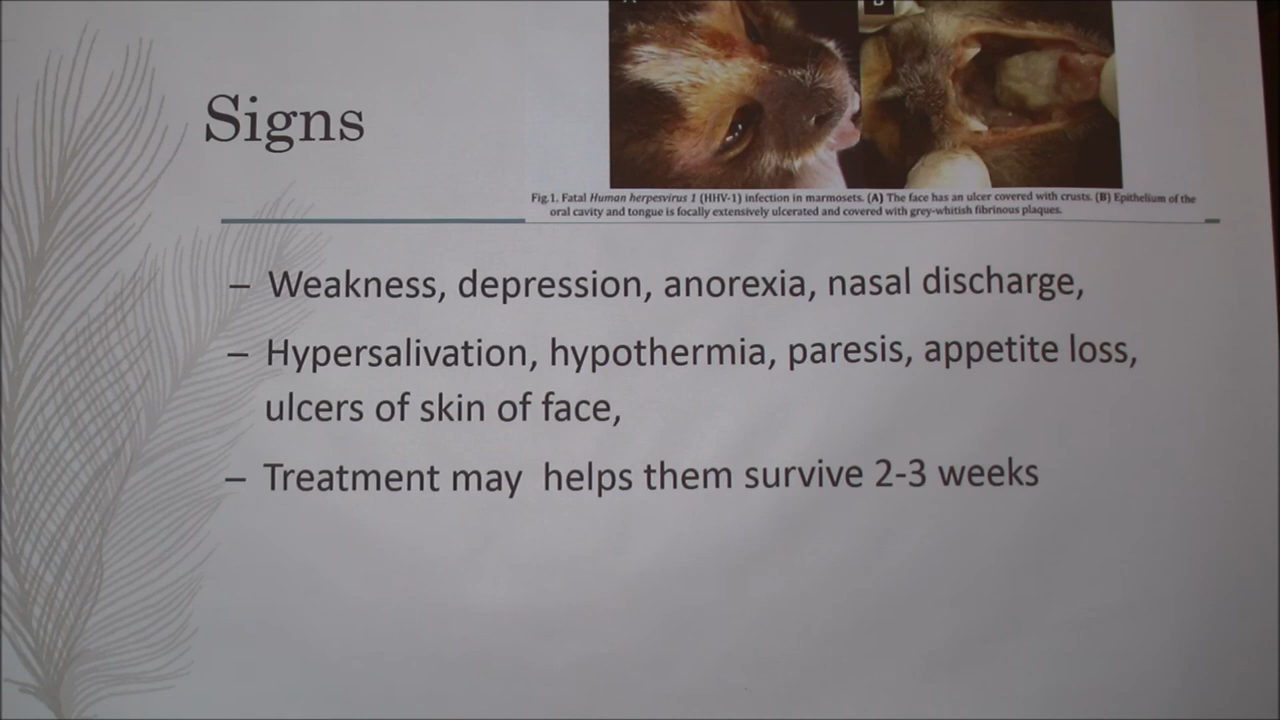 B
Signs
Fig.1. Fatal Human herpesvirus 1 (HHV-1) infection in marmosets. (A) The face has an ulcer covered with crusts. (B) Epithelium of the
oral cavity and tongue is focally extensively ulcerated and covered with grey-whitish fibrinous plaques.
– Weakness, depression, anorexia, nasal discharge,
– Hypersalivation, hypothermia, paresis, appetite loss,
ulcers of skin of face,
– Treatment may helps them survive 2-3 weeks